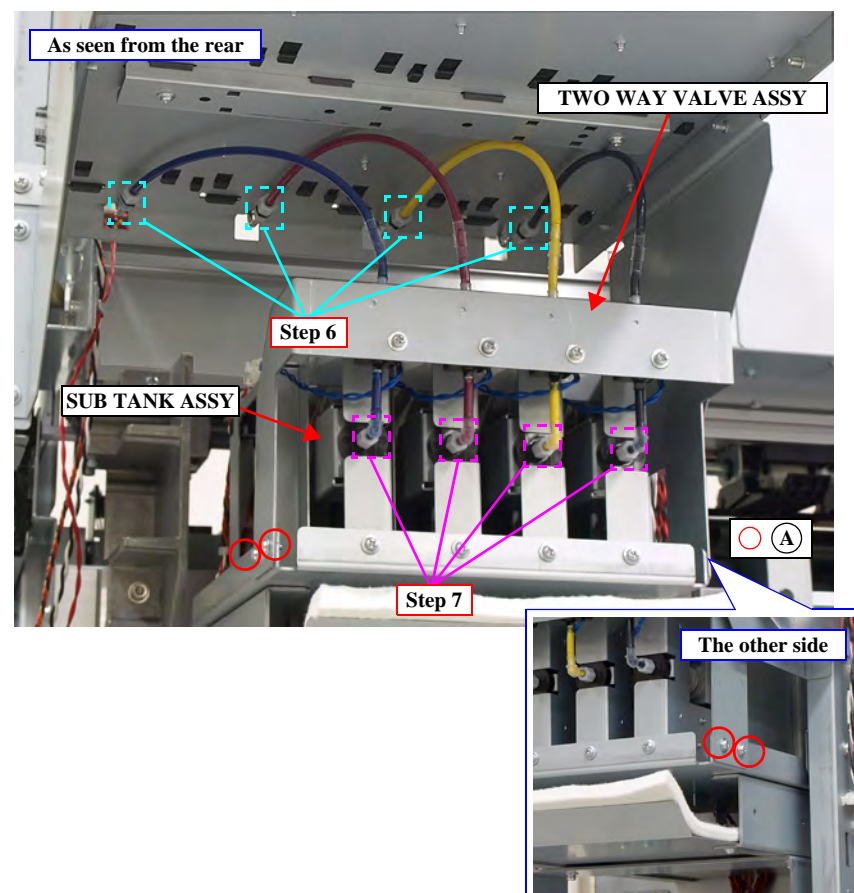 As seen from the rear
TWO WAY VALVE ASSY
Step 6
SUB TANK ASSY
A
Step 7
The other side